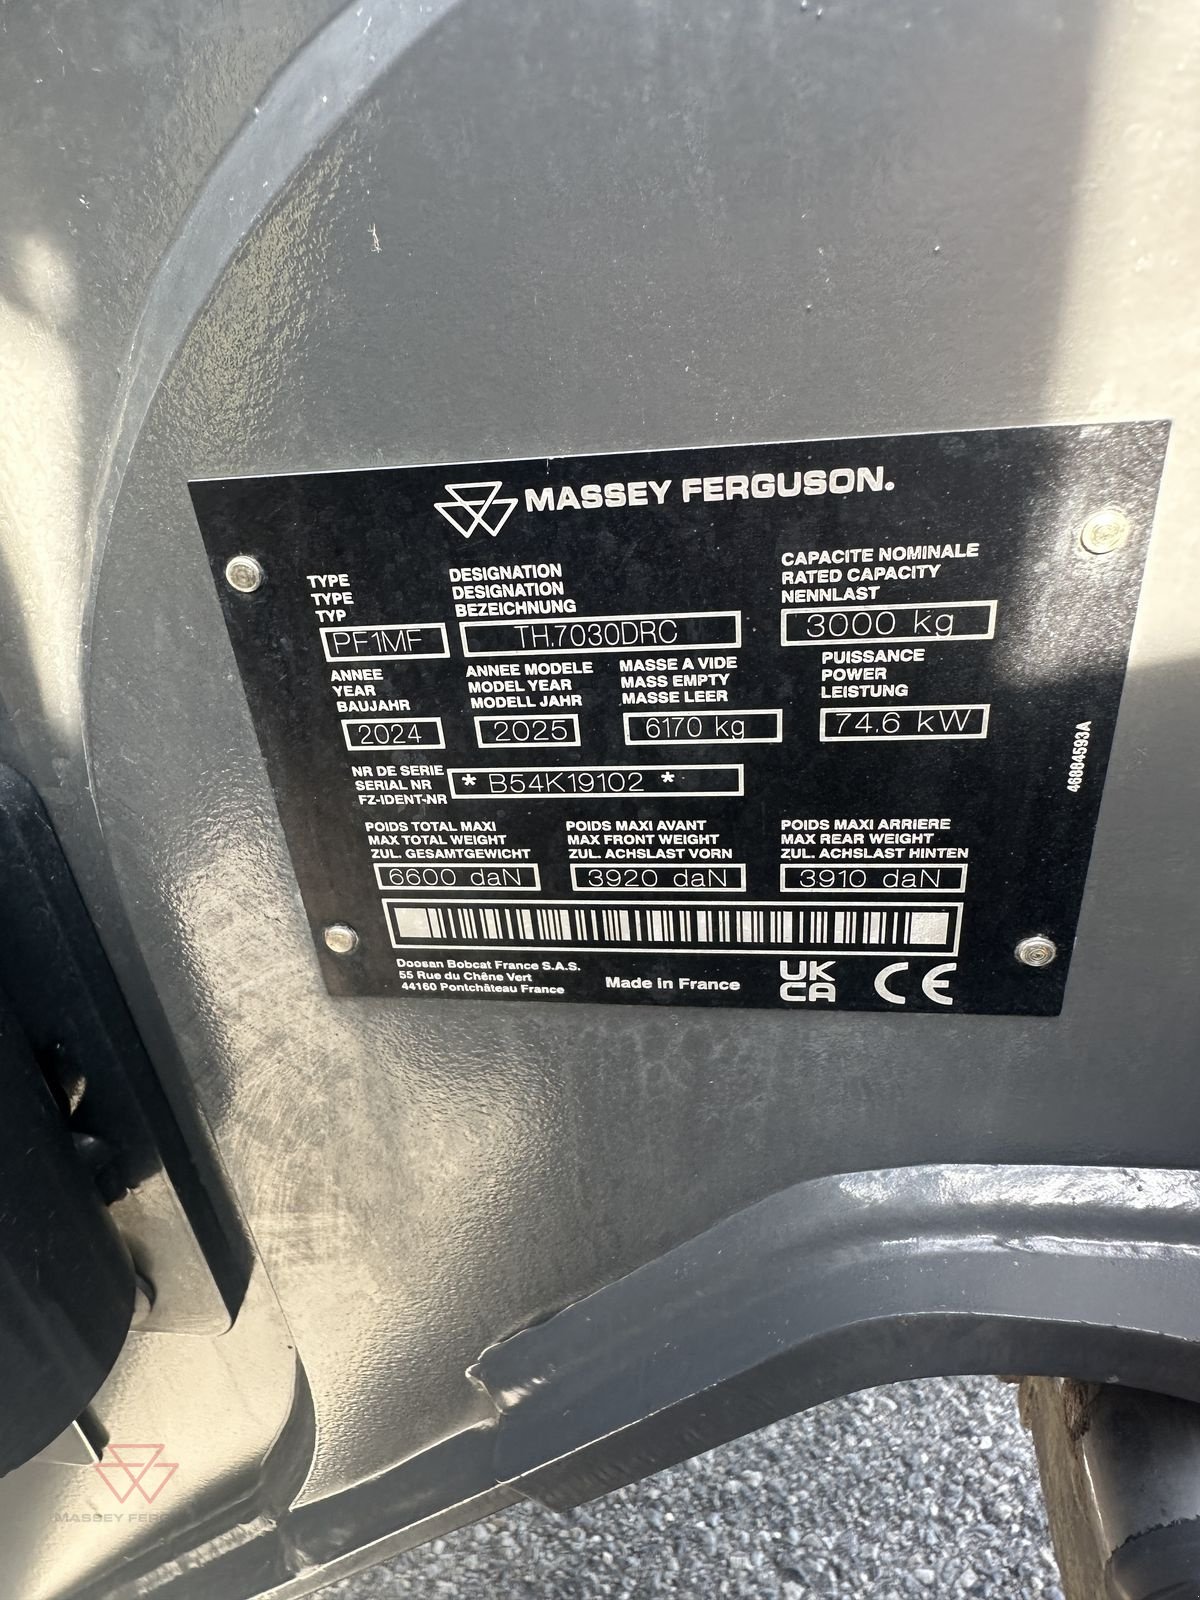 MASSEY FERGUSON.
TYPE
TYPE
TYP
PF1MF
DESIGNATION
DESIGNATION
BEZEICHNUNG
TH.7030DRC
CAPACITE NOMINALE
RATED CAPACITY
NENNLAST
3000 kg
ANNEE
YEAR
BAUJAHR
2024
ANNEE MODELE
MODEL YEAR
MODELL JAHR
2025
MASSE A VIDE
MASS EMPTY
MASSE LEER
6170 kg
PUISSANCE
POWER
LEISTUNG
74.6 kW
NR DE SERIE
SERIAL NR
FZ-IDENT-NR
* B54K19102 *
46884593A
POIDS TOTAL MAXI
MAX TOTAL WEIGHT
ZUL. GESAMTGEWICHT
6600 daN
POIDS MAXI AVANT
MAX FRONT WEIGHT
ZUL. ACHSLAST VORN
3920 daN
POIDS MAXI ARRIERE
MAX REAR WEIGHT
ZUL. ACHSLAST HINTEN
3910 daN
Doosan Bobcat France S.A.S.
55 Rue du Chêne Vert
44160 Pontchâteau France
Made in France
UK
CA
CE
MASSEY FERG